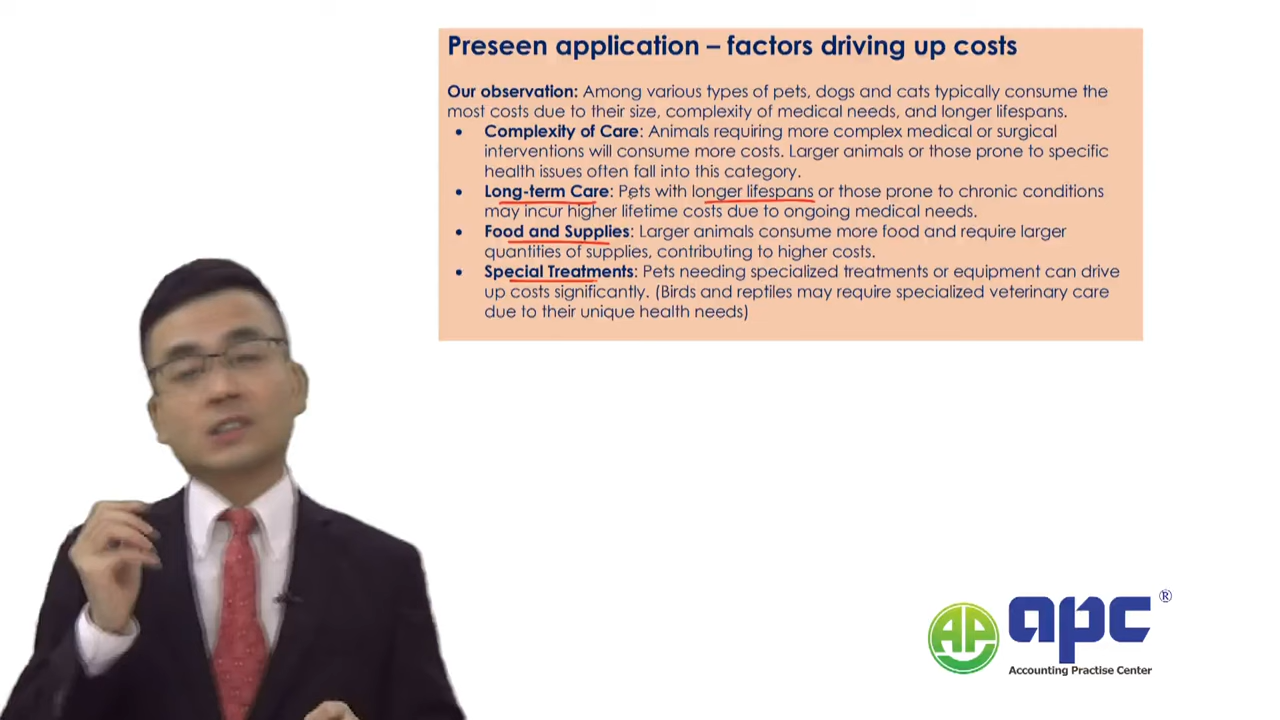 Preseen application – factors driving up costs
Our observation: Among various types of pets, dogs and cats typically consume the
most costs due to their size, complexity of medical needs, and longer lifespans.
• Complexity of Care: Animals requiring more complex medical or surgical
interventions will consume more costs. Larger animals or those prone to specific
health issues often fall into this category.
• Long-term Care: Pets with longer lifespans or those prone to chronic conditions
may incur higher lifetime costs due to ongoing medical needs.
• Food and Supplies: Larger animals consume more food and require larger
quantities of supplies, contributing to higher costs.
• Special Treatments: Pets needing specialized treatments or equipment can drive
up costs significantly. (Birds and reptiles may require specialized veterinary care
due to their unique health needs)
AP apc ®
Accounting Practise Center